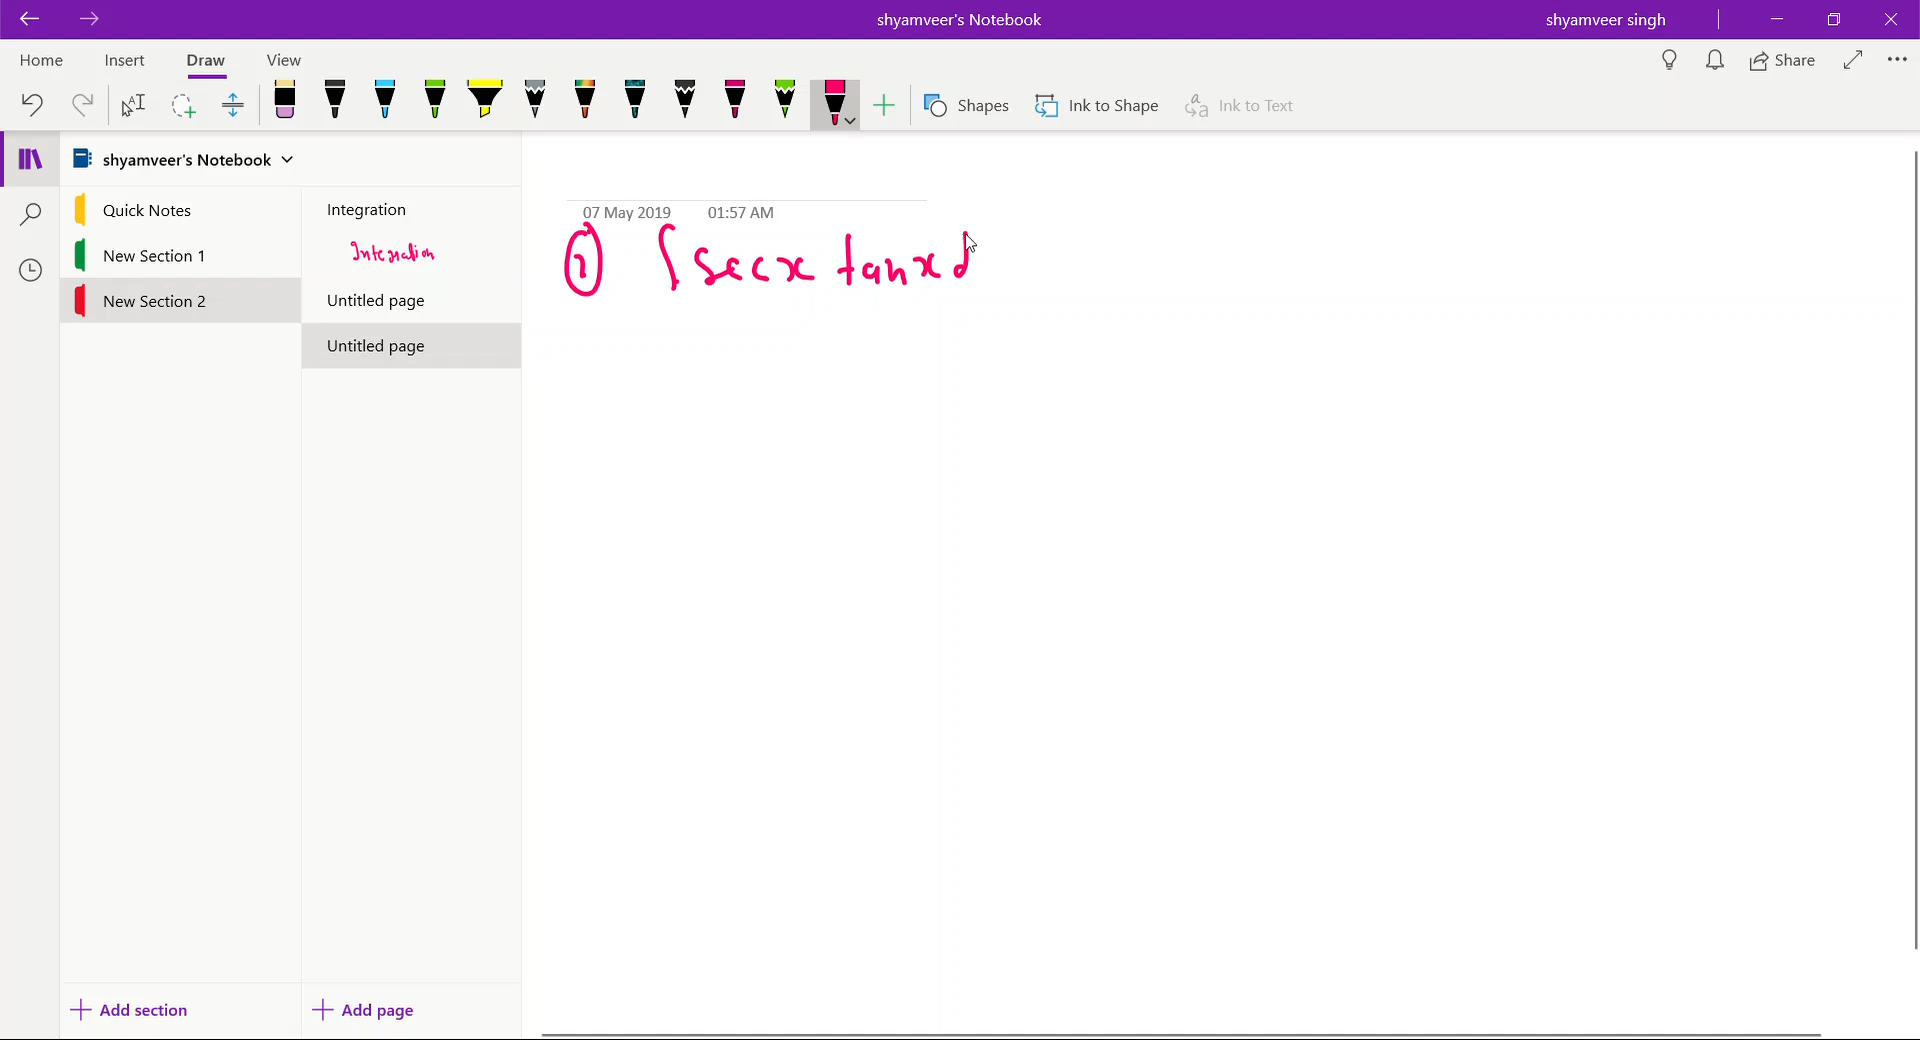 shyamveer's Notebook
shyamveer singh
Home Insert Draw View
Share
Shapes Ink to Shape Ink to Text
shyamveer's Notebook
Quick Notes
New Section 1
New Section 2
Integration
Integration
Untitled page
Untitled page
07 May 2019 01:57 AM
∫ secx tanx d
Add section
Add page